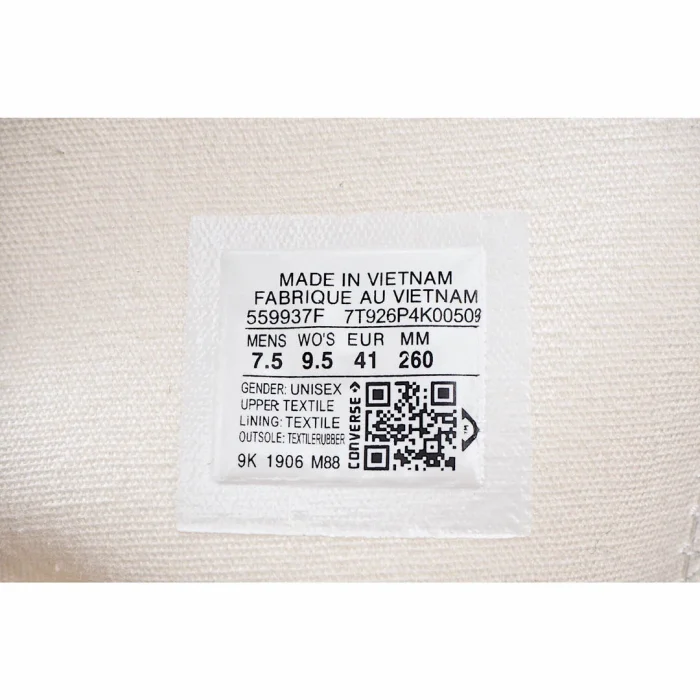 MADE IN VIETNAM
FABRIQUE AU VIETNAM
559937F 7T926P4K00509
MENS WO'S EUR MM
7.5 9.5 41 260
GENDER: UNISEX
UPPER: TEXTILE
LINING: TEXTILE
OUTSOLE: TEXTILERUBBER
9K 1906 M88
CONVERSE